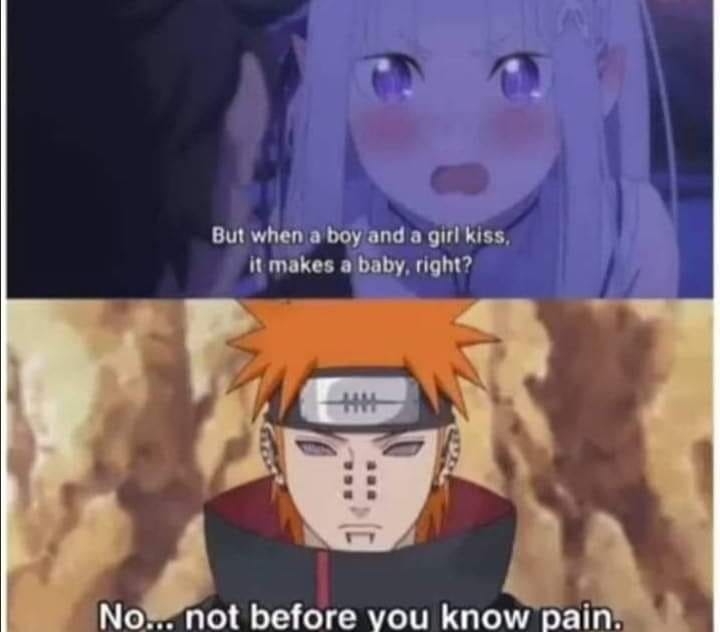 But when a boy and a girl kiss,
it makes a baby, right?
No... not before you know pain.